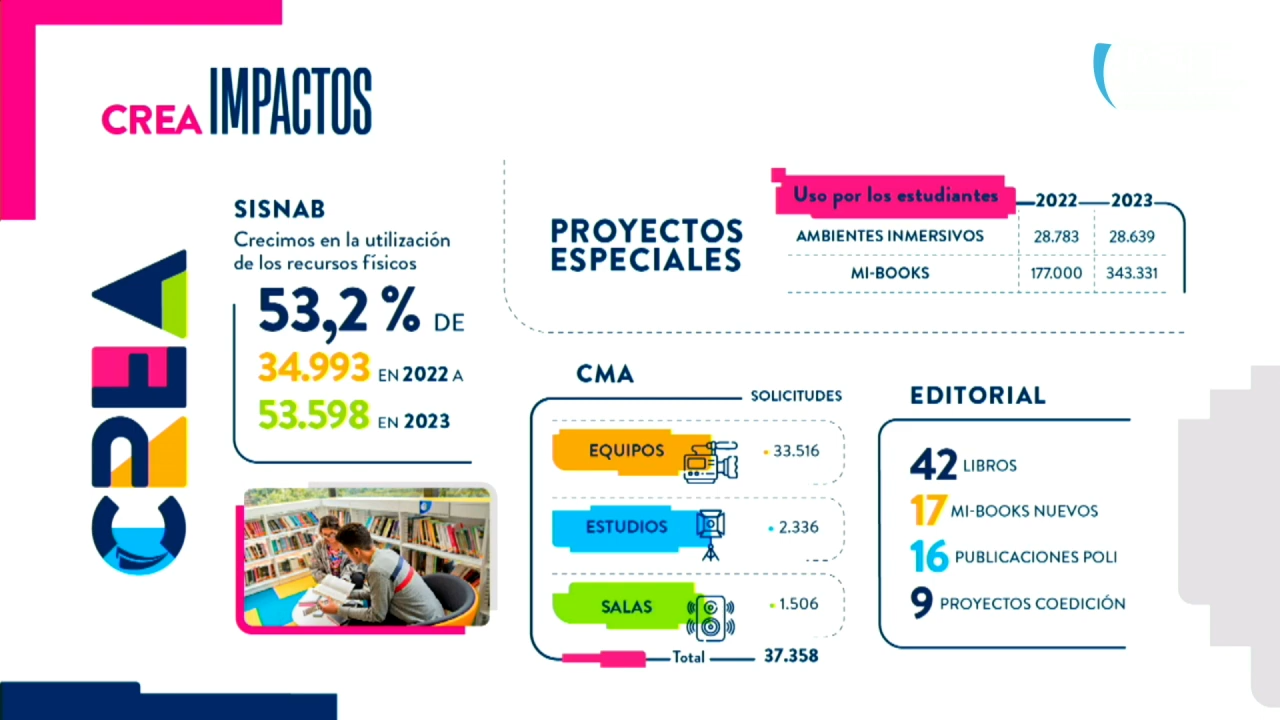 CREA IMPACTOS
CREA
SISNAB
Crecimos en la utilización
de los recursos físicos
53,2 % DE
34.993 EN 2022 A
53.598 EN 2023
PROYECTOS
ESPECIALES
Uso por los estudiantes 2022 2023
AMBIENTES INMERSIVOS 28.783 28.639
MI-BOOKS 177.000 343.331
CMA
SOLICITUDES
EQUIPOS 33.516
ESTUDIOS 2.336
SALAS 1.506
Total 37.358
EDITORIAL
42 LIBROS
17 MI-BOOKS NUEVOS
16 PUBLICACIONES POLI
9 PROYECTOS COEDICIÓN